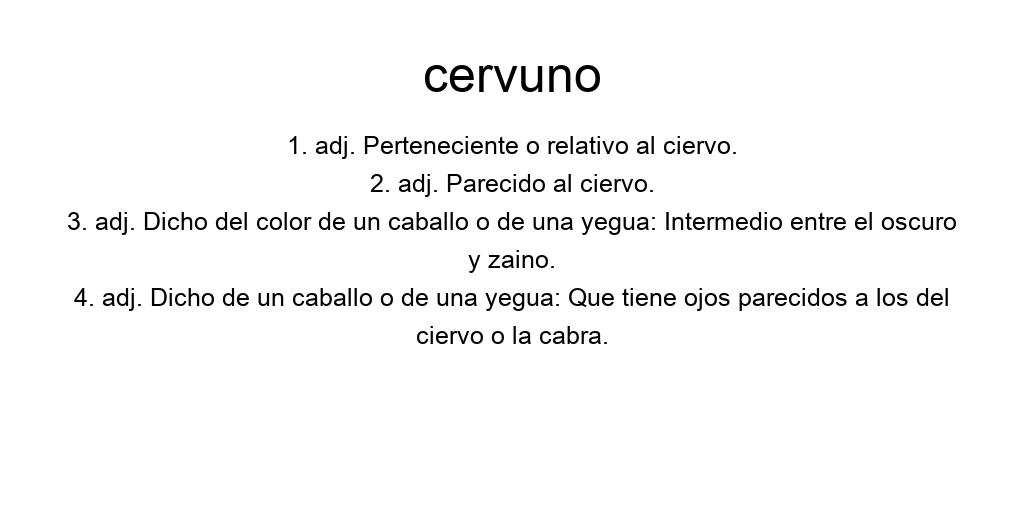 cervuno
1. adj. Perteneciente o relativo al ciervo.
2. adj. Parecido al ciervo.
3. adj. Dicho del color de un caballo o de una yegua: Intermedio entre el oscuro
y zaino.
4. adj. Dicho de un caballo o de una yegua: Que tiene ojos parecidos a los del
ciervo o la cabra.